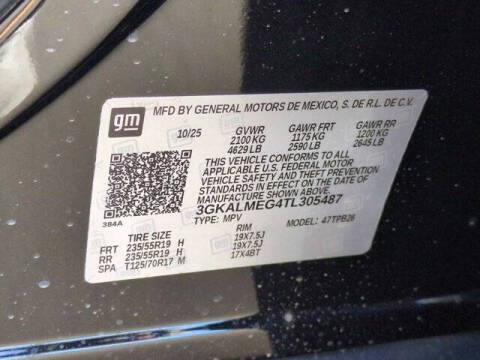 gm
MFD BY GENERAL MOTORS DE MEXICO, S. DE R.L. DE C.V.
10/25 GVWR GAWR FRT GAWR RR
2100 KG 1175 KG 1200 KG
4629 LB 2590 LB 2645 LB
THIS VEHICLE CONFORMS TO ALL
APPLICABLE U.S. FEDERAL MOTOR
VEHICLE SAFETY STANDARDS
IN EFFECT ON THE DATE OF
MANUFACTURE SHOWN ABOVE.
3GKALMEG4TL305487
384A TYPE: MPV MODEL: 47TPB26
TIRE SIZE RIM
FRT 235/55R19 H 19X7.5J
RR 235/55R19 H 19X7.5J
SPA T125/70R17 M 17X4BT